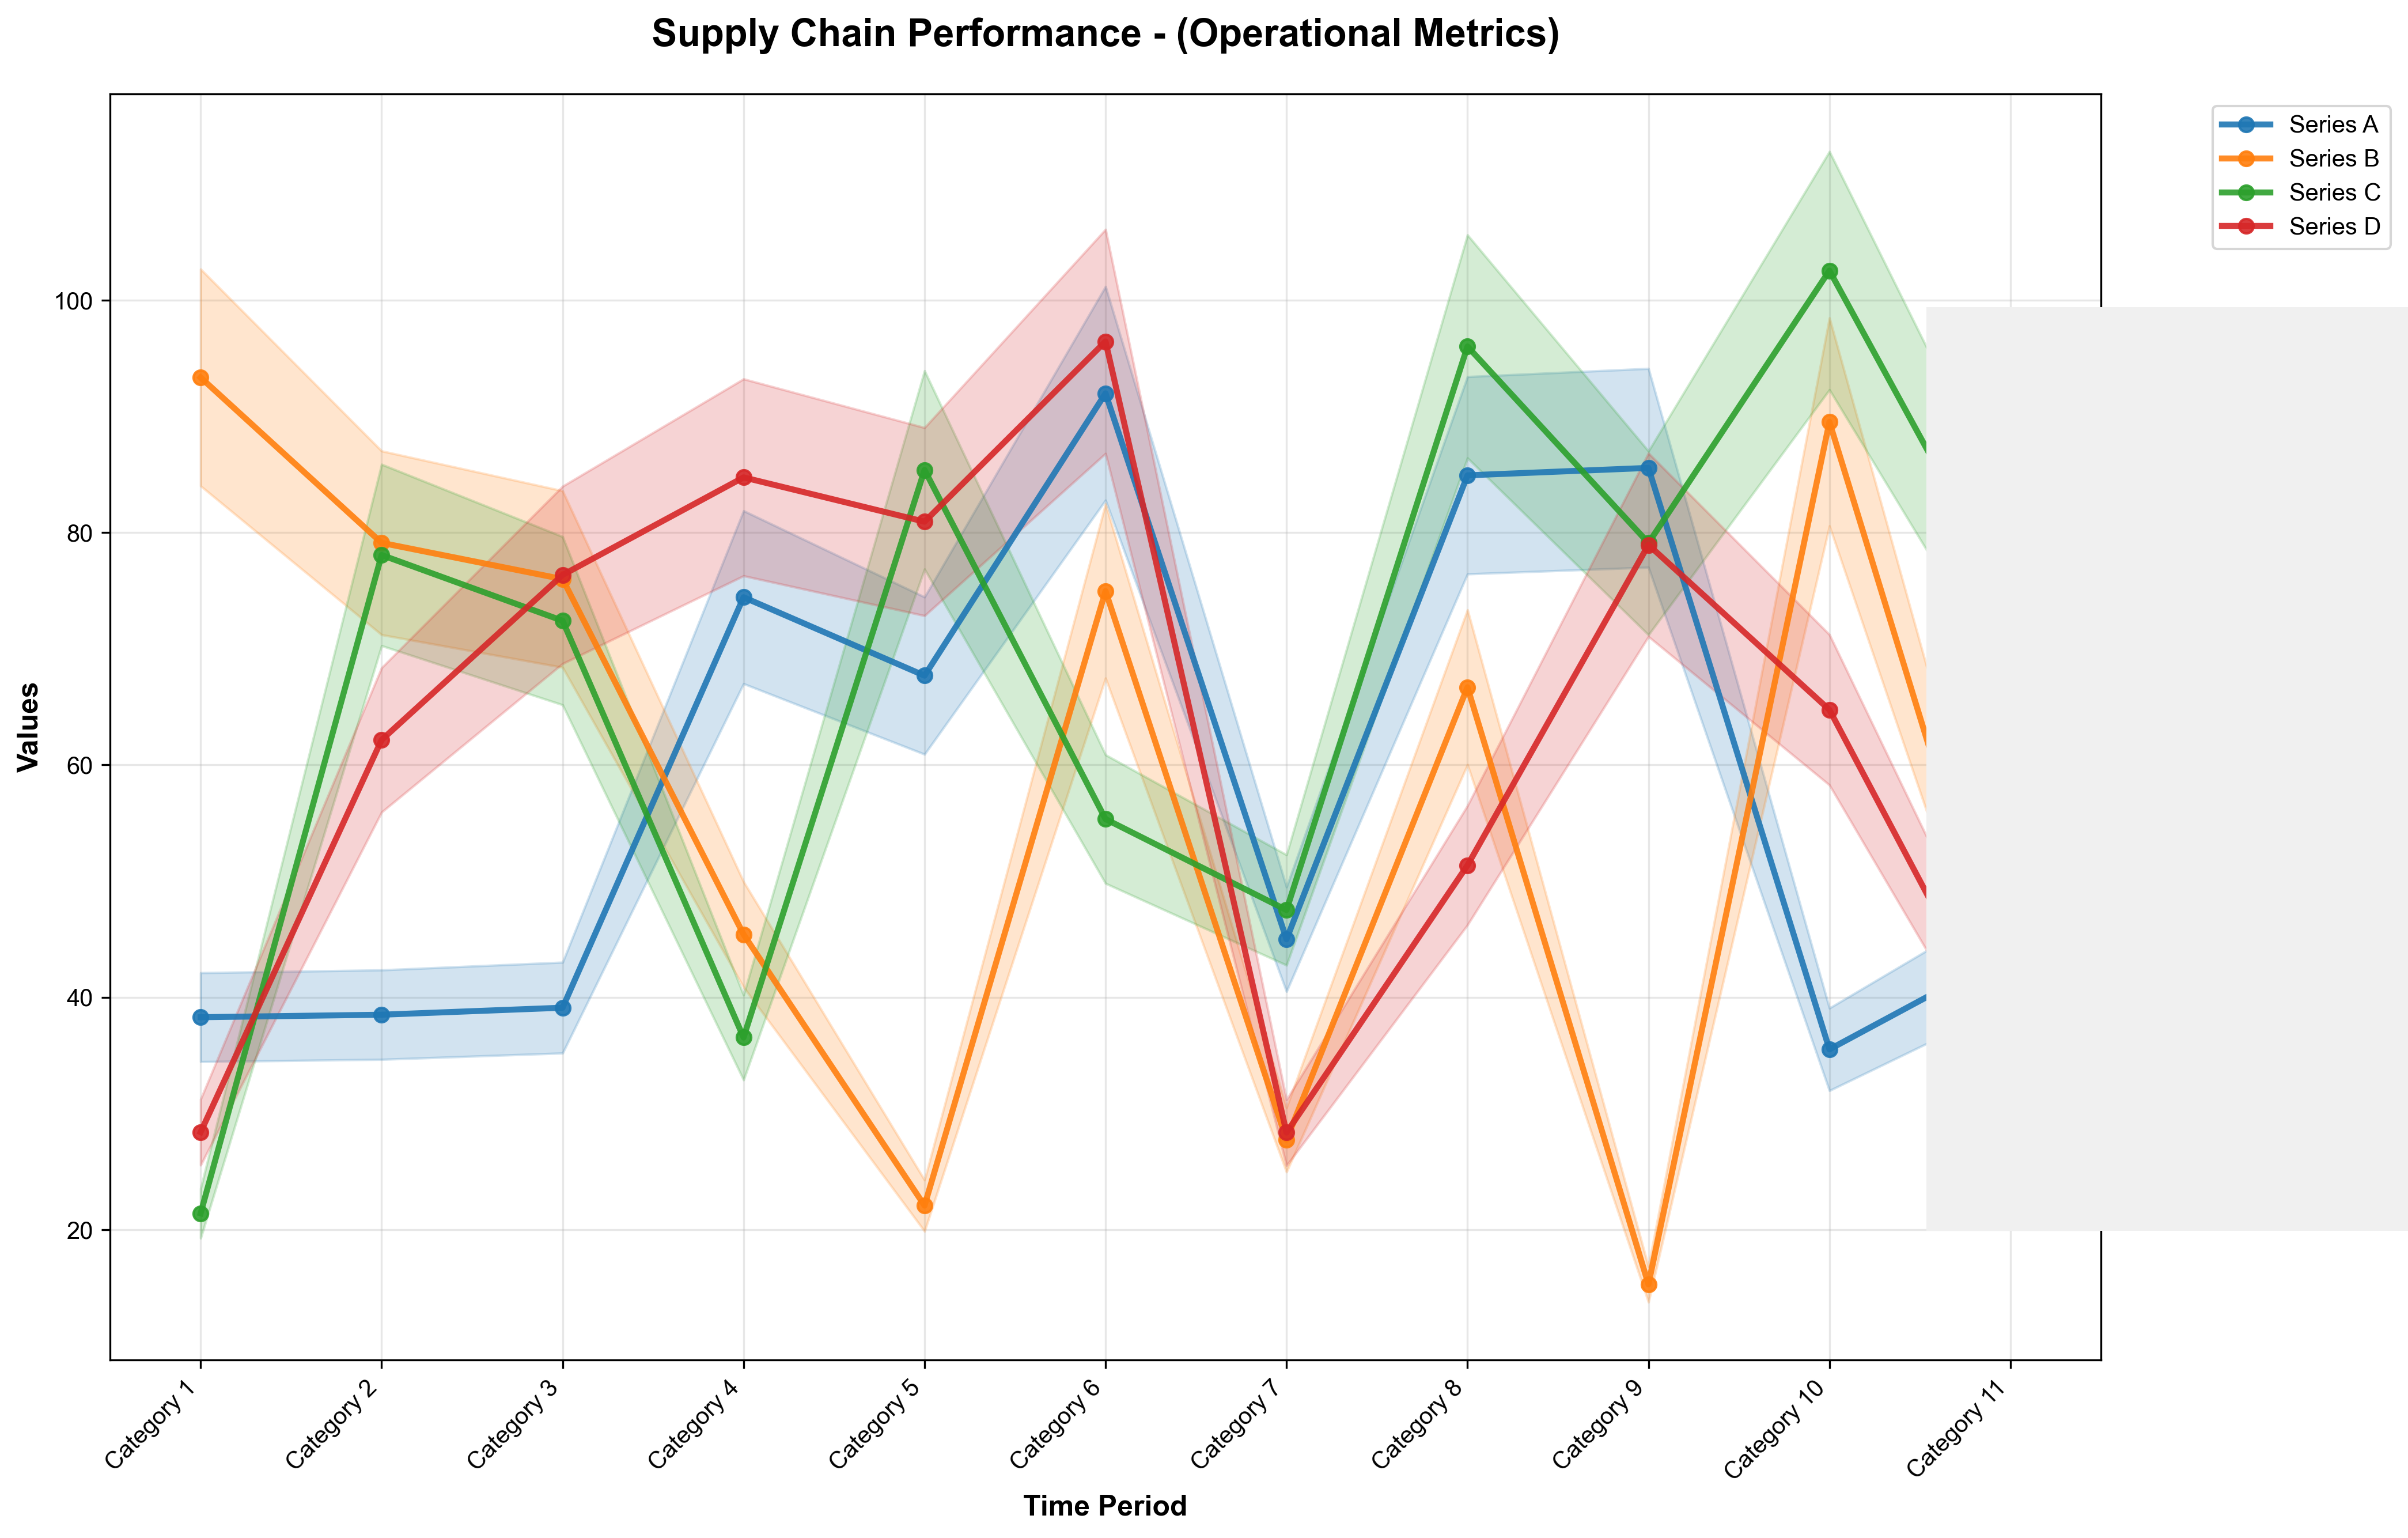 Supply Chain Performance - (Operational Metrics)
Series A
Series B
Series C
Series D
Values
100
80
60
40
20
Category 1
Category 2
Category 3
Category 4
Category 5
Category 6
Category 7
Category 8
Category 9
Category 10
Category 11
Time Period